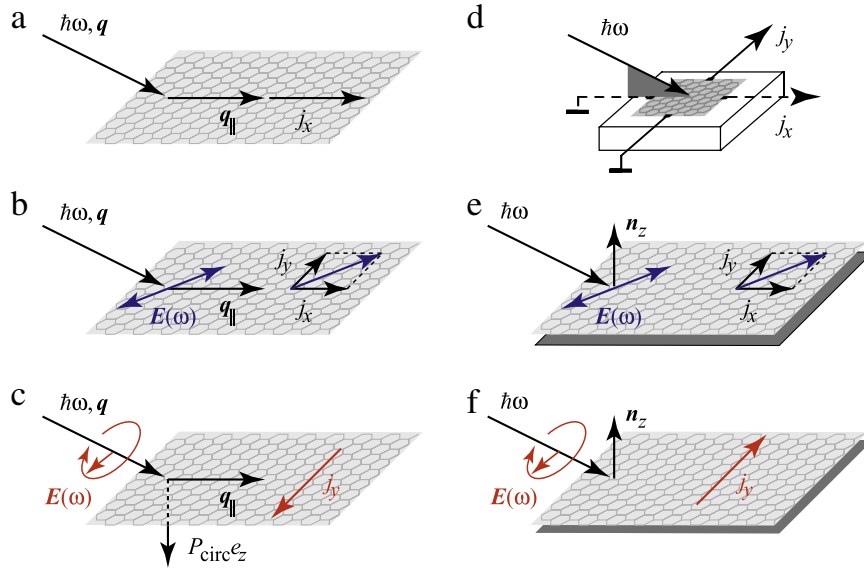 a
ħω, q
q∥
jx
b
ħω, q
E(ω)
q∥
jy
jx
c
ħω, q
E(ω)
q∥
jy
Pcirc ez
d
ħω
jy
jx
e
ħω
nz
E(ω)
jy
jx
f
ħω
nz
E(ω)
jy